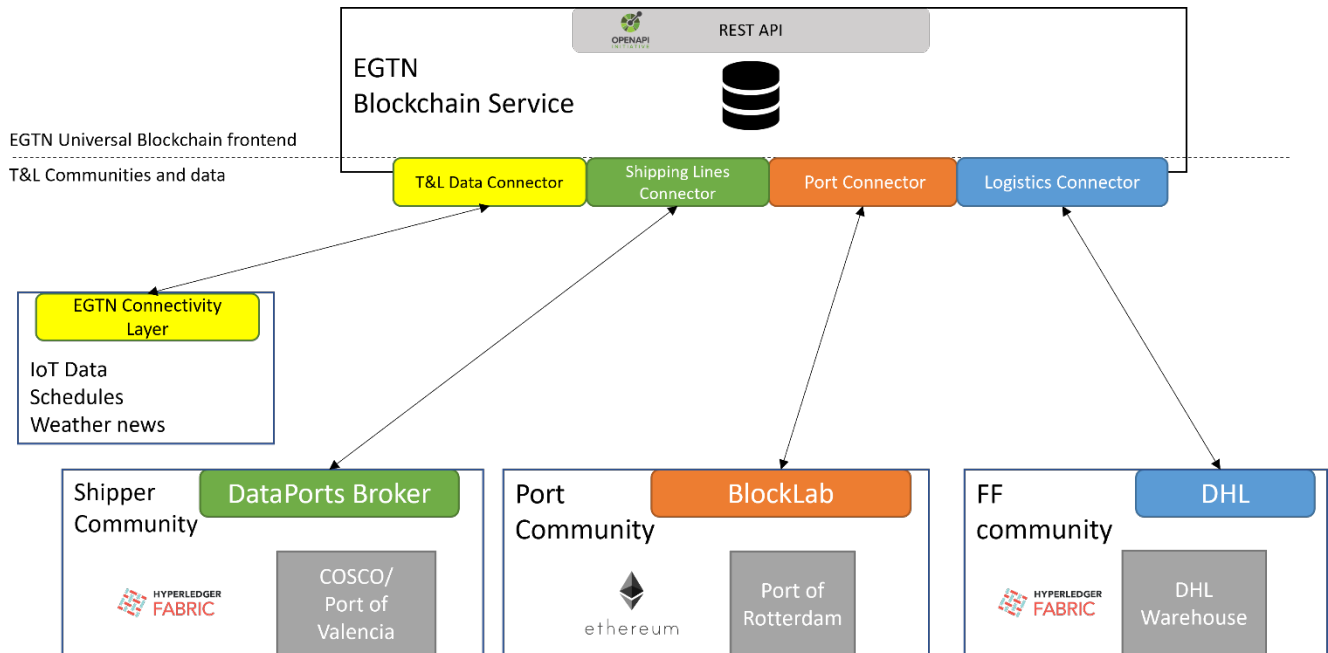 OPENAPI
INITIATIVE
REST API
EGTN
Blockchain Service
EGTN Universal Blockchain frontend
T&L Communities and data
T&L Data Connector
Shipping Lines
Connector
Port Connector
Logistics Connector
EGTN Connectivity
Layer
IoT Data
Schedules
Weather news
Shipper
Community
DataPorts Broker
HYPERLEDGER
FABRIC
COSCO/
Port of
Valencia
Port
Community
BlockLab
ethereum
Port of
Rotterdam
FF
community
DHL
HYPERLEDGER
FABRIC
DHL
Warehouse